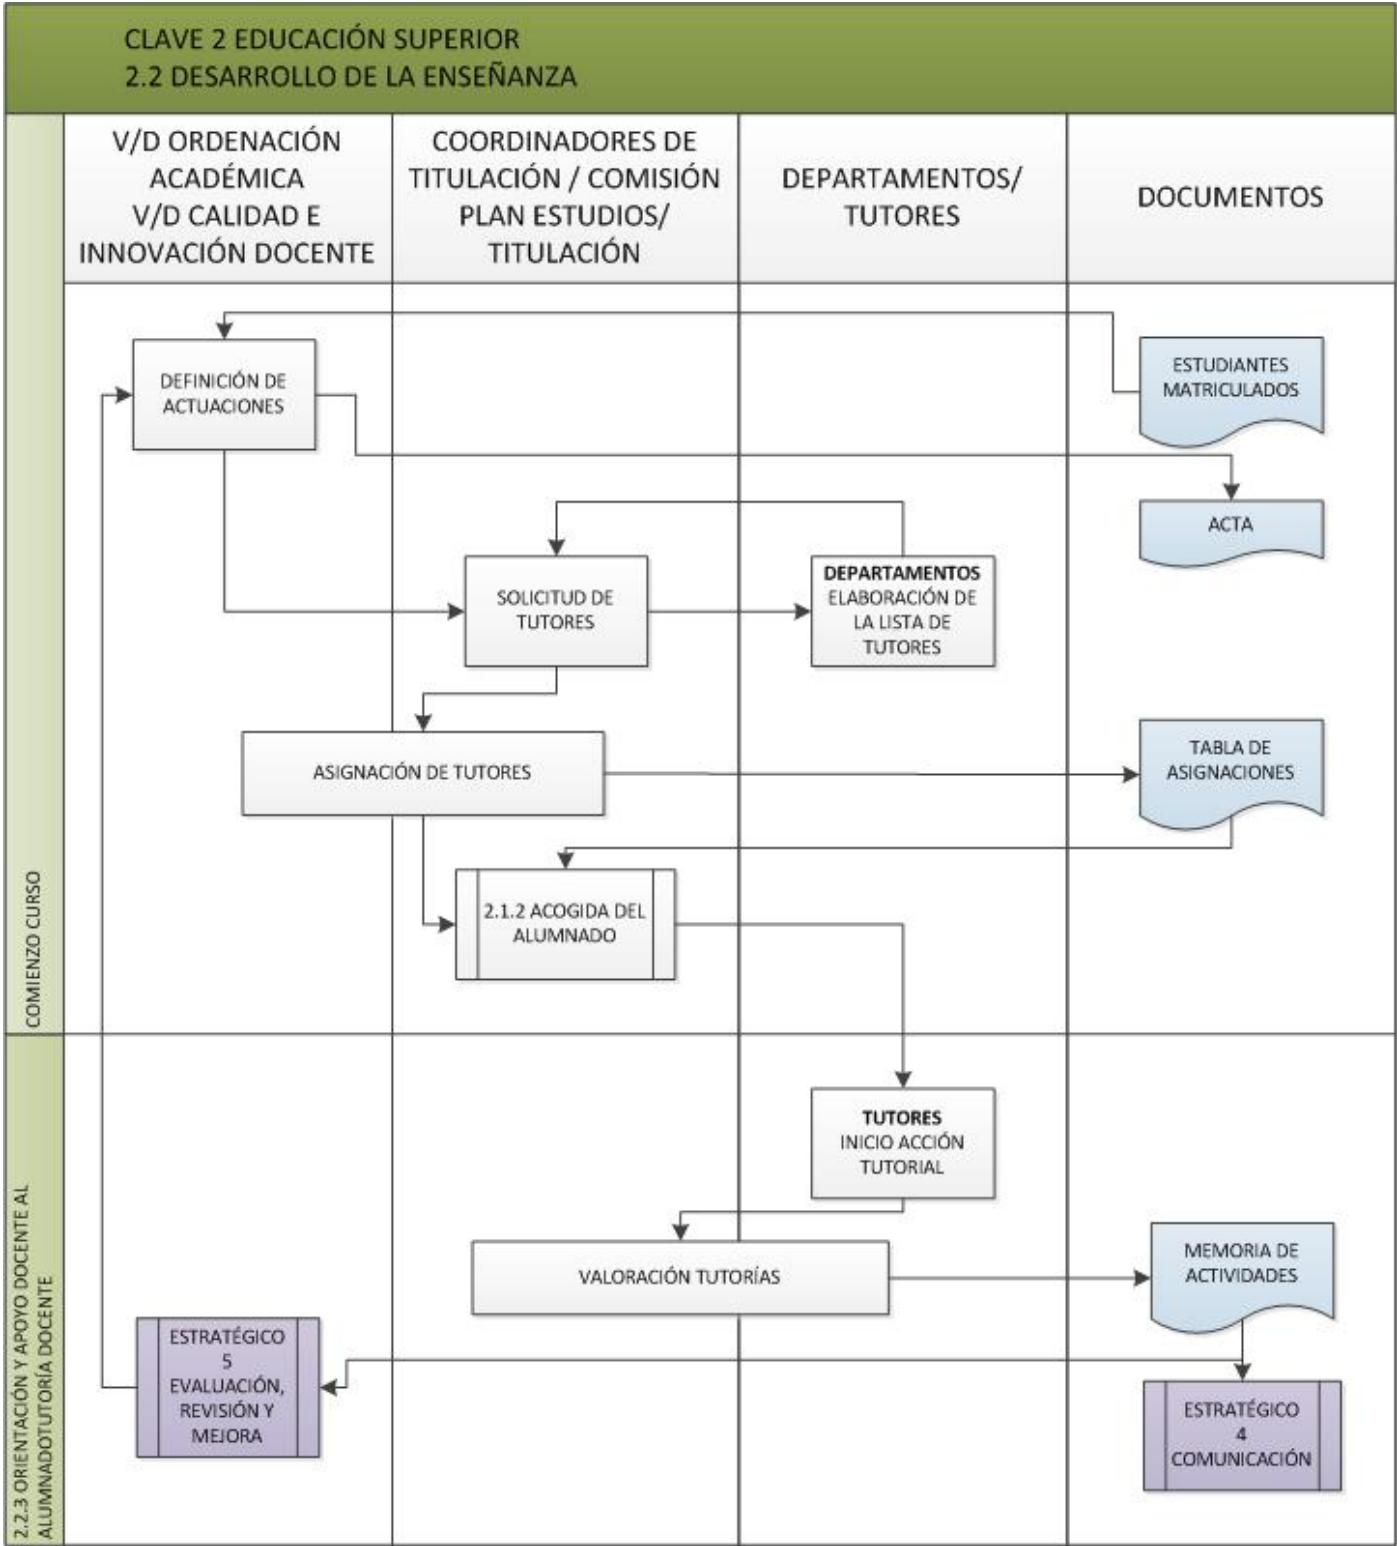 CLAVE 2 EDUCACIÓN SUPERIOR
2.2 DESARROLLO DE LA ENSEÑANZA
V/D ORDENACIÓN
ACADÉMICA
V/D CALIDAD E
INNOVACIÓN DOCENTE
COORDINADORES DE
TITULACIÓN / COMISIÓN
PLAN ESTUDIOS/
TITULACIÓN
DEPARTAMENTOS/
TUTORES
DOCUMENTOS
COMIENZO CURSO
DEFINICIÓN DE
ACTUACIONES
ESTUDIANTES
MATRICULADOS
ACTA
SOLICITUD DE
TUTORES
DEPARTAMENTOS
ELABORACIÓN DE
LA LISTA DE
TUTORES
ASIGNACIÓN DE TUTORES
TABLA DE
ASIGNACIONES
2.1.2 ACOGIDA DEL
ALUMNADO
2.2.3 ORIENTACIÓN Y APOYO DOCENTE AL
ALUMNADOTUTORÍA DOCENTE
TUTORES
INICIO ACCIÓN
TUTORIAL
VALORACIÓN TUTORÍAS
MEMORIA DE
ACTIVIDADES
ESTRATÉGICO
5
EVALUACIÓN,
REVISIÓN Y
MEJORA
ESTRATÉGICO
4
COMUNICACIÓN